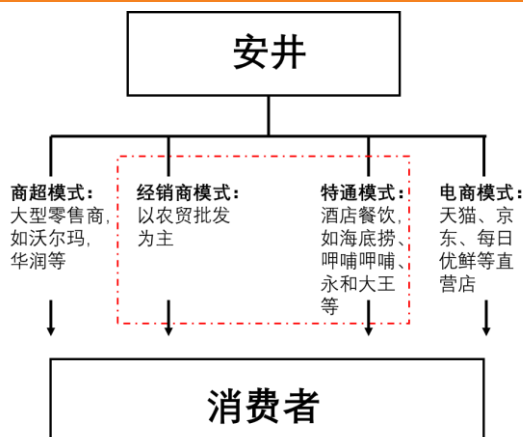 安井
商超模式：
大型零售商，
如沃尔玛，
华润等
经销商模式：
以农贸批发
为主
特通模式：
酒店餐饮，
如海底捞、
呷哺呷哺、
永和大王
等
电商模式：
天猫、京
东、每日
优鲜等直
营店
消费者